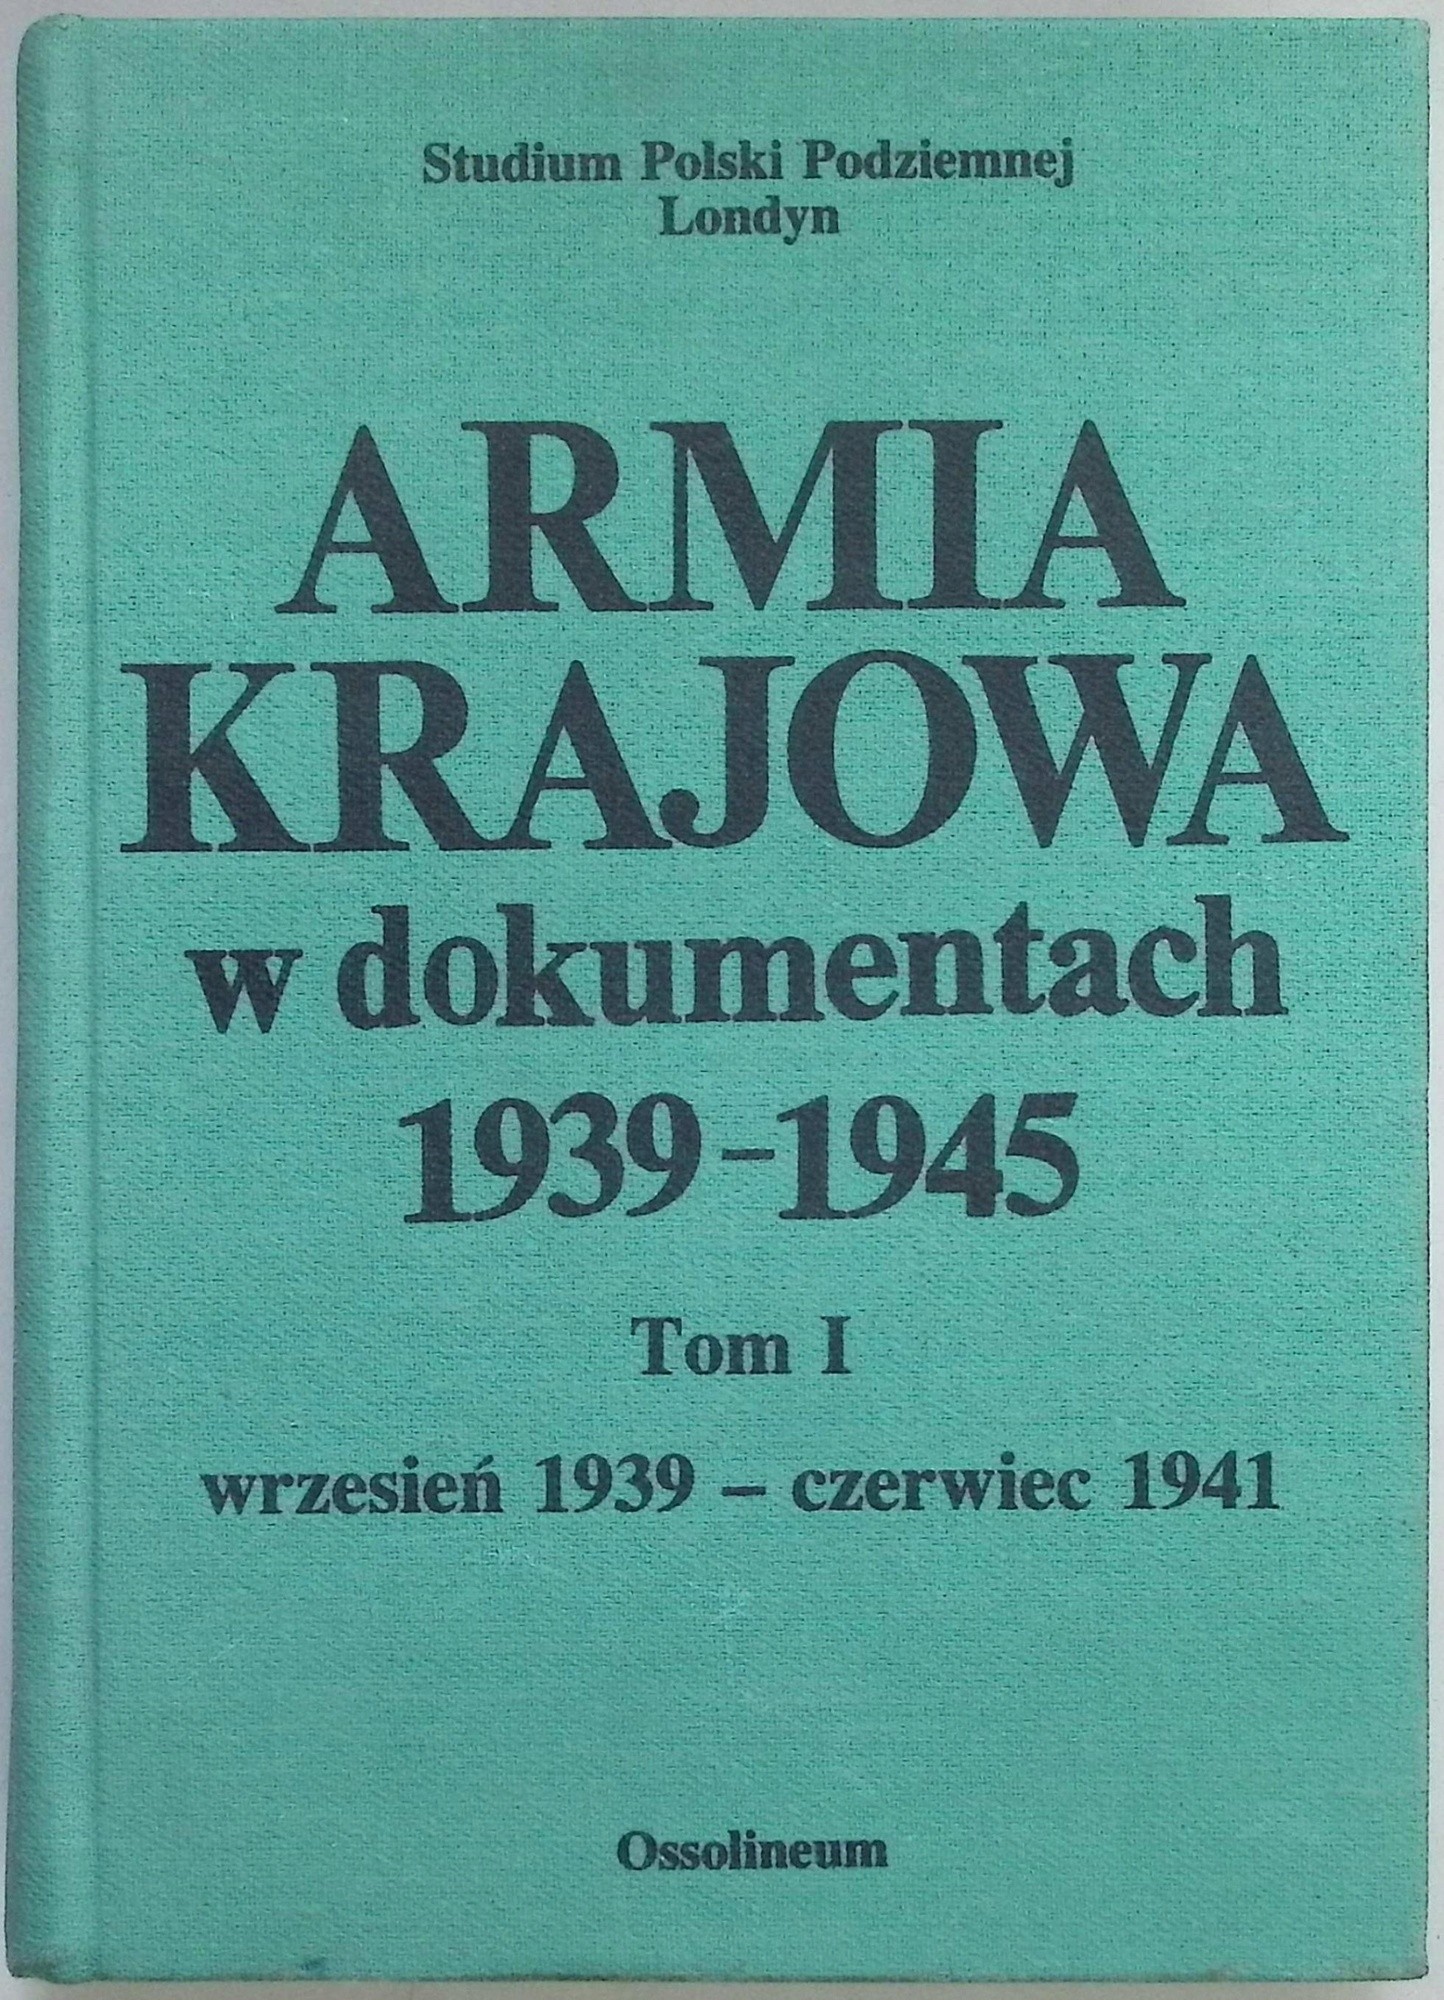 Studium Polski Podziemnej
Londyn
ARMIA
KRAJOWA
w dokumentach
1939-1945
Tom I
wrzesień 1939 – czerwiec 1941
Ossolineum